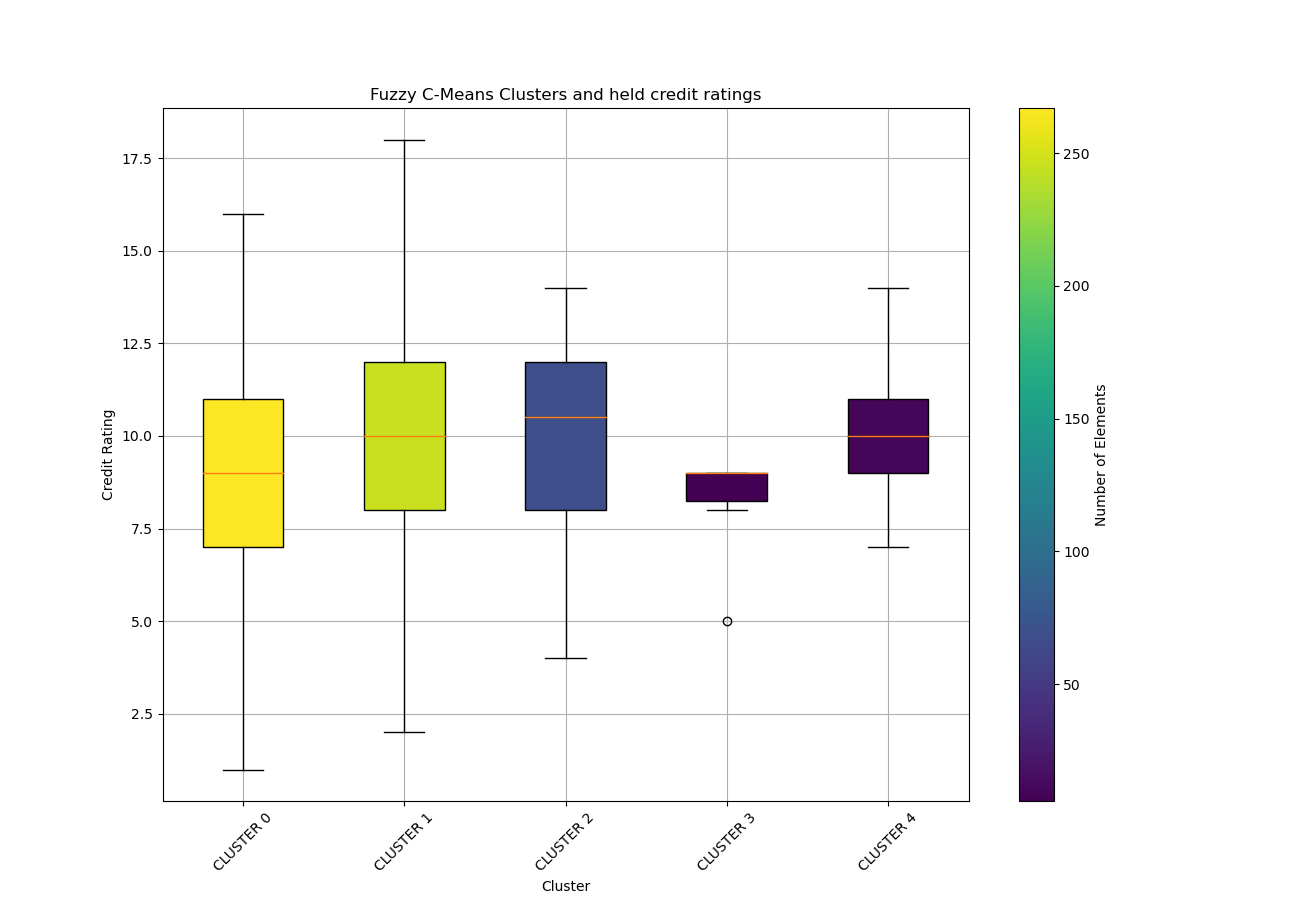 Fuzzy C-Means Clusters and held credit ratings
17.5
15.0
12.5
10.0
7.5
5.0
2.5
Credit Rating
CLUSTER 0
CLUSTER 1
CLUSTER 2
CLUSTER 3
CLUSTER 4
Cluster
250
200
150
100
50
Number of Elements